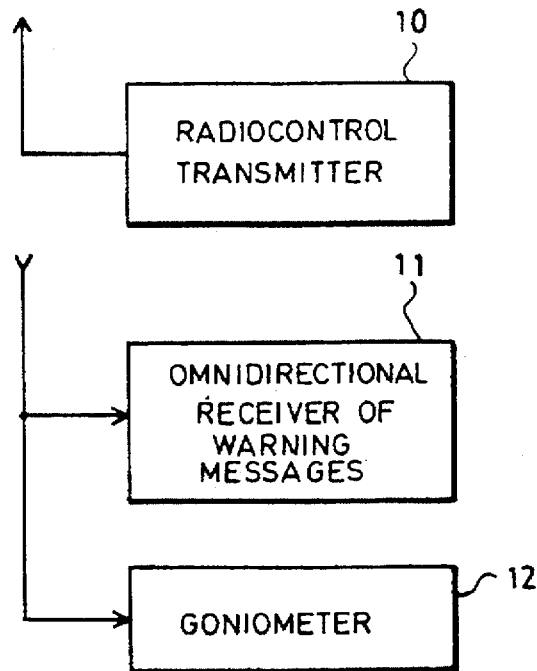 10
RADIOCONTROL
TRANSMITTER
11
OMNIDIRECTIONAL
RECEIVER OF
WARNING
MESSAGES
12
GONIOMETER